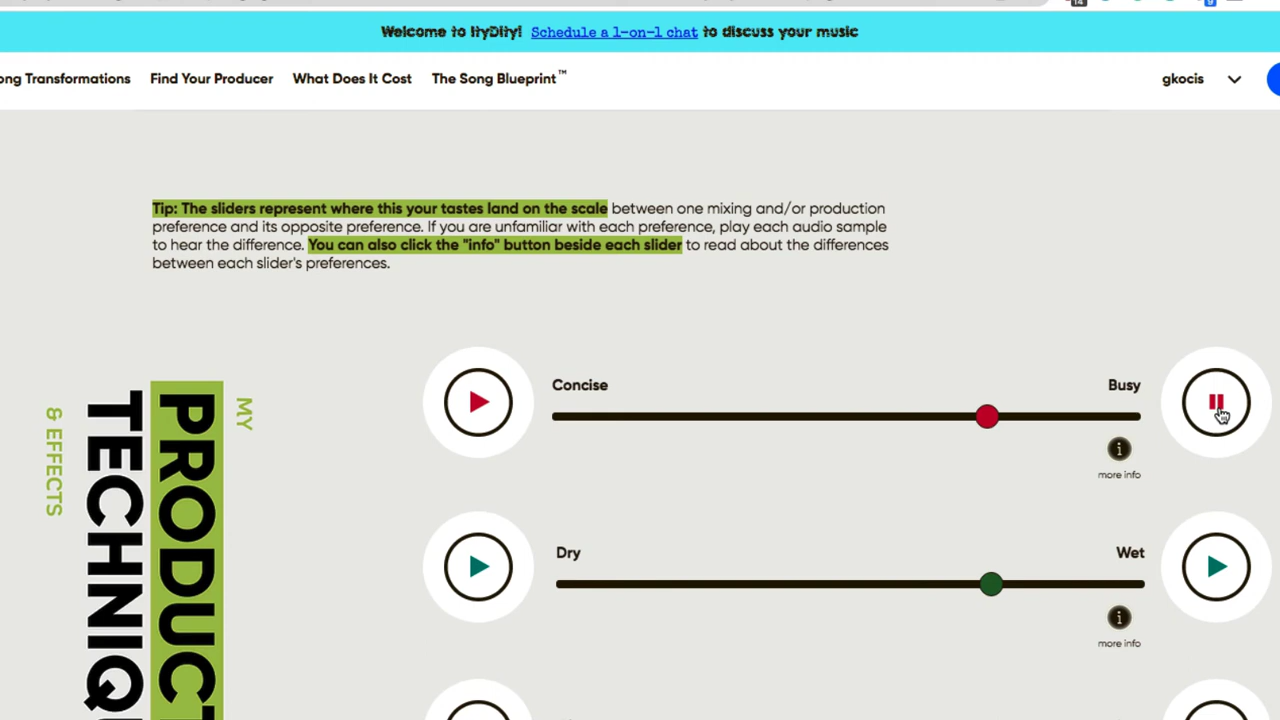 14
9
Welcome to ItyDity! Schedule a 1-on-1 chat to discuss your music
ong Transformations Find Your Producer What Does It Cost The Song Blueprint™ gkocis
Tip: The sliders represent where this your tastes land on the scale between one mixing and/or production
preference and its opposite preference. If you are unfamiliar with each preference, play each audio sample
to hear the difference. You can also click the "info" button beside each slider to read about the differences
between each slider's preferences.
MY
PRODUCT
TECHNIQU
& EFFECTS
Concise Busy
i
more info
Dry Wet
i
more info